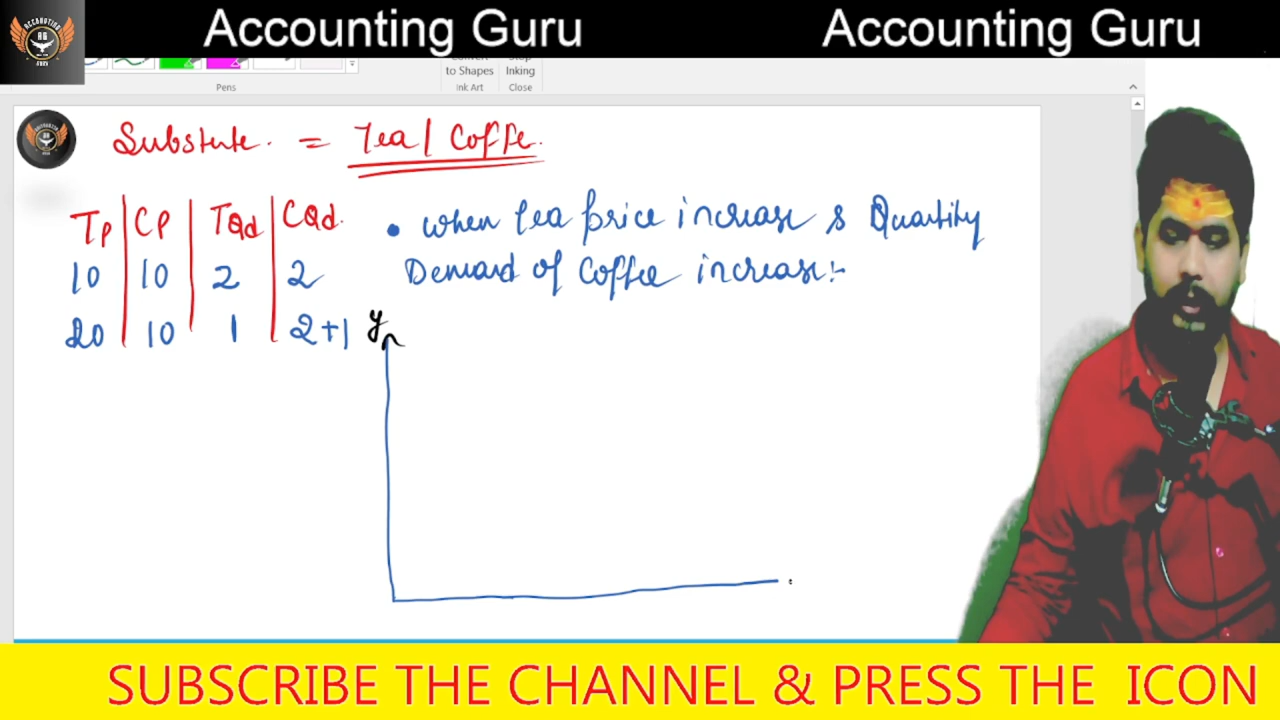 Accounting Guru Accounting Guru
to Shapes Inking
Pens Ink Art Close
Substute. = Tea/Coffe.
TP CP TQd CQd.
10 10 2 2
20 10 1 2+1
• when tea price increase s Quantity
Demand of Coffee increase:-
y
SUBSCRIBE THE CHANNEL & PRESS THE ICON